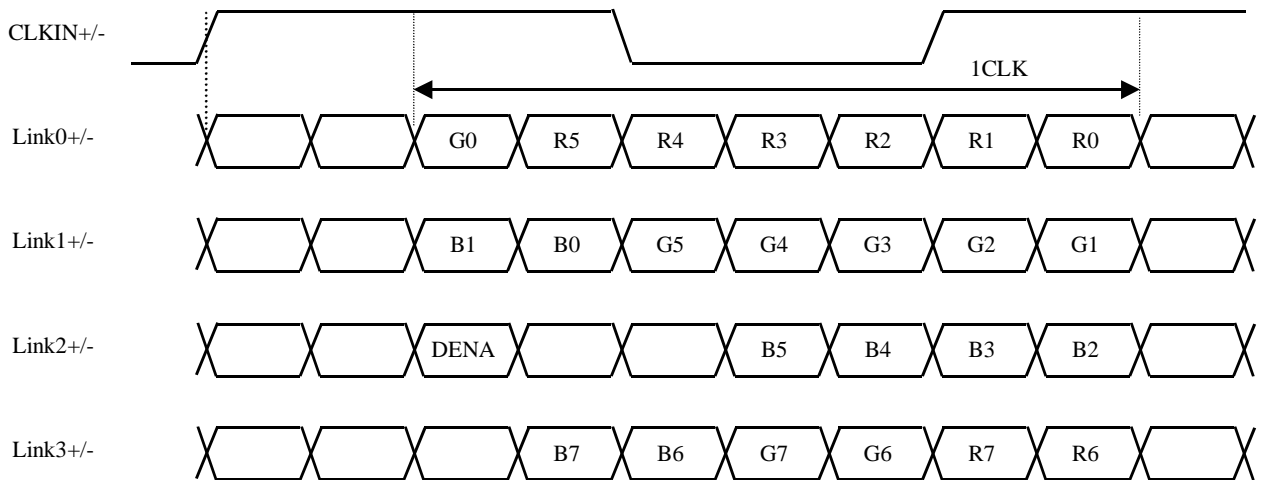 CLKIN+/-
1CLK
Link0+/- G0 R5 R4 R3 R2 R1 R0
Link1+/- B1 B0 G5 G4 G3 G2 G1
Link2+/- DENA B5 B4 B3 B2
Link3+/- B7 B6 G7 G6 R7 R6